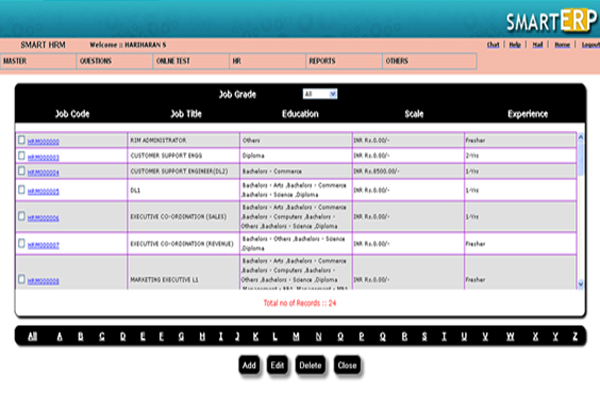 SMARTERP
SMART HRM Welcome :: HARIHARAN S Chat | Help | Mail | Home | Logout
MASTER QUESTIONS ONLINE TEST HR REPORTS OTHERS
Job Grade All
Job Code Job Title Education Scale Experience
HRM000000 RIM ADMINISTRATOR Others INR Rs.0.00/- Fresher
CUSTOMER SUPPORT ENGG Diploma INR Rs.0.00/- 2-Yrs
HRM000004 CUSTOMER SUPPORT ENGINEER(DL2) Bachelors - Commerce INR Rs.6500.00/- 1-Yrs
HRM000005 DL1 Bachelors - Arts ,Bachelors - Commerce
,Bachelors - Science ,Diploma INR Rs.0.00/- 1-Yrs
HRM000006 EXECUTIVE CO-ORDINATION (SALES) Bachelors - Arts ,Bachelors - Commerce
,Bachelors - Computers ,Bachelors -
Others ,Bachelors - Science ,Diploma INR Rs.0.00/- 1-Yrs
HRM000007 EXECUTIVE CO-ORDINATION (REVENUE) Bachelors - Others ,Bachelors - Science
,Diploma INR Rs.0.00/- Fresher
HRM000008 MARKETING EXECUTIVE L1 Bachelors - Arts ,Bachelors - Commerce
,Bachelors - Computers ,Bachelors -
Others ,Bachelors - Science ,Diploma
INR Rs.0.00/- Fresher
Total no of Records :: 24
All A B C D E F G H I J K L M N O P Q R S T U V W X Y Z
Add Edit Delete Close